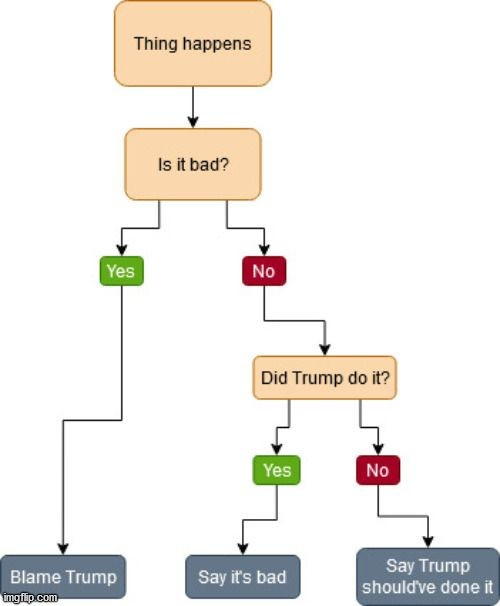 Thing happens
Is it bad?
Yes
No
Did Trump do it?
Yes
No
Blame Trump
Say it's bad
Say Trump
should've done it
imgflip.com